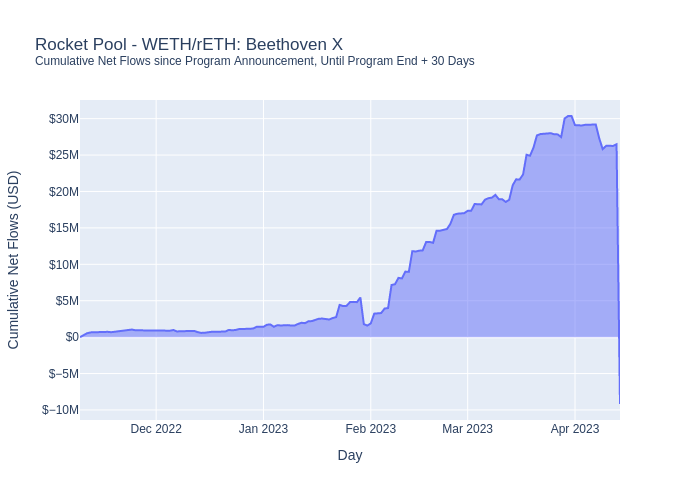 Rocket Pool - WETH/rETH: Beethoven X
Cumulative Net Flows since Program Announcement, Until Program End + 30 Days
Cumulative Net Flows (USD)
$30M
$25M
$20M
$15M
$10M
$5M
$0
$−5M
$−10M
Dec 2022
Jan 2023
Feb 2023
Mar 2023
Apr 2023
Day